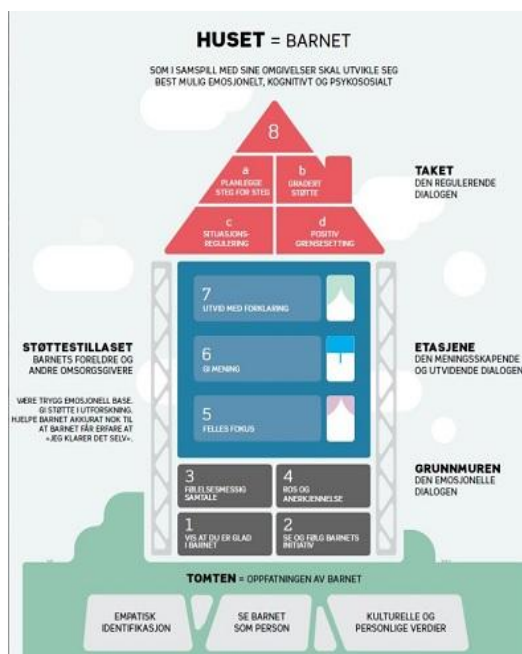 HUSET = BARNET
SOM I SAMSPILL MED SINE OMGIVELSER SKAL UTVIKLE SEG
BEST MULIG EMOSJONELT, KOGNITIVT OG PSYKOSOSIALT
8
a
PLANLEGGE
STEG FOR STEG
b
GRADERT
STØTTE
c
SITUASJONS-
REGULERING
d
POSITIV
GRENSESETTING
TAKET
DEN REGULERENDE
DIALOGEN
7
UTVID MED FORKLARING
6
GI MENING
5
FELLES FOKUS
STØTTESTILLASET
BARNETS FORELDRE OG
ANDRE OMSORGSGIVERE
VÆRE TRYGG EMOSJONELL BASE.
GI STØTTE I UTFORSKNING.
HJELPE BARNET AKKURAT NOK TIL
AT BARNET FÅR ERFARE AT
«JEG KLARER DET SELV».
ETASJENE
DEN MENINGSSKAPENDE
OG UTVIDENDE DIALOGEN
3
FØLELSESMESSIG
SAMTALE
4
ROS OG
ANERKJENNELSE
1
VIS AT DU ER GLAD
I BARNET
2
SE OG FØLG BARNETS
INITIATIV
GRUNNMUREN
DEN EMOSJONELLE
DIALOGEN
TOMTEN = OPPFATNINGEN AV BARNET
EMPATISK
IDENTIFIKASJON
SE BARNET
SOM PERSON
KULTURELLE OG
PERSONLIGE VERDIER